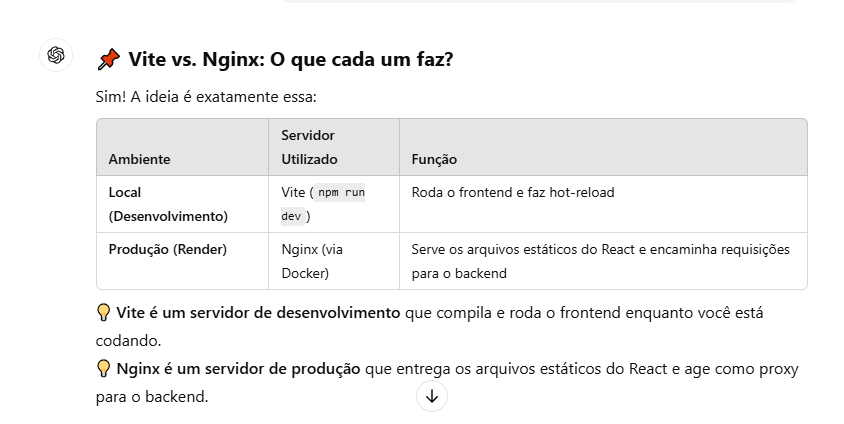 📌 Vite vs. Nginx: O que cada um faz?
Sim! A ideia é exatamente essa:
Ambiente
Servidor
Utilizado
Função
Local
(Desenvolvimento)
Vite ( npm run
dev )
Roda o frontend e faz hot-reload
Produção (Render)
Nginx (via
Docker)
Serve os arquivos estáticos do React e encaminha requisições
para o backend
💡 Vite é um servidor de desenvolvimento que compila e roda o frontend enquanto você está
codando.
💡 Nginx é um servidor de produção que entrega os arquivos estáticos do React e age como proxy
para o backend.